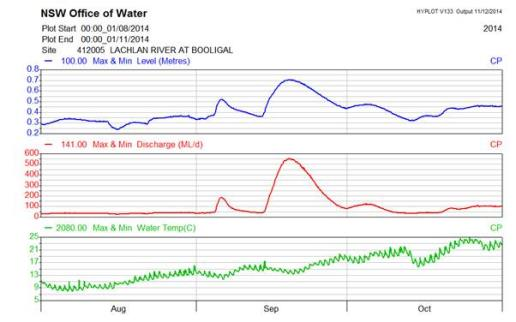 NSW Office of Water
HYPLOT V133 Output 11/12/2014
Plot Start 00:00_01/08/2014
2014
Plot End 00:00_01/11/2014
Site 412005 LACHLAN RIVER AT BOOLIGAL
100.00 Max & Min Level (Metres) CP
0.8
0.7
0.6
0.5
0.4
0.3
0.2
141.00 Max & Min Discharge (ML/d) CP
600
500
400
300
200
100
0
2080.00 Max & Min Water Temp(C) CP
25
21
17
13
9
5
Aug Sep Oct